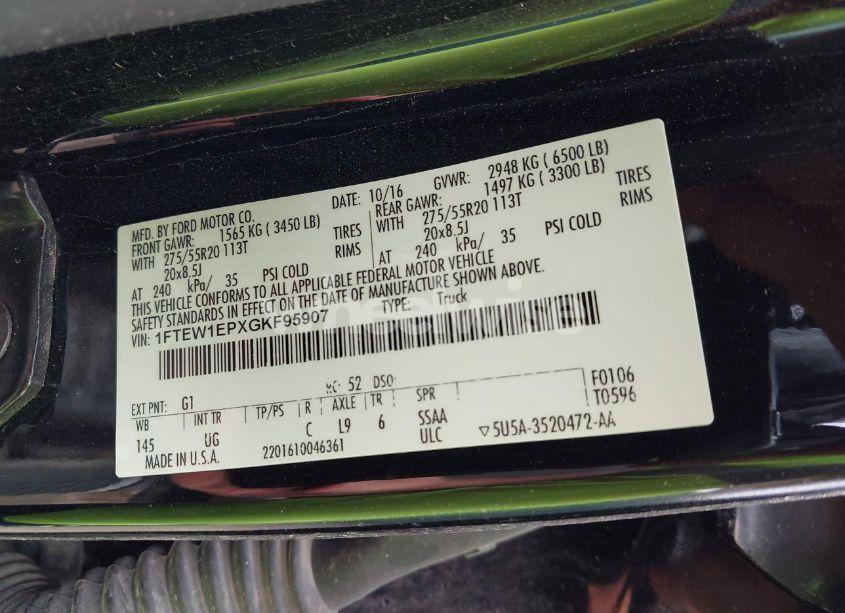 MFD. BY FORD MOTOR CO. DATE: 10/16 GVWR: 2948 KG ( 6500 LB)
FRONT GAWR: 1565 KG ( 3450 LB) REAR GAWR: 1497 KG ( 3300 LB)
WITH 275/55R20 113T TIRES WITH 275/55R20 113T TIRES
20x8.5J RIMS 20x8.5J RIMS
AT 240 kPa/ 35 PSI COLD AT 240 kPa/ 35 PSI COLD
THIS VEHICLE CONFORMS TO ALL APPLICABLE FEDERAL MOTOR VEHICLE
SAFETY STANDARDS IN EFFECT ON THE DATE OF MANUFACTURE SHOWN ABOVE.
VIN: 1FTEW1EPXGKF95907 TYPE: Truck
EXT PNT: G1 RC: 52 DSO: F0106
WB INT TR TP/PS R AXLE TR SPR T0596
145 UG C L9 6 SSAA
MADE IN U.S.A. 2201610046361 ULC ▽5U5A-3520472-AA